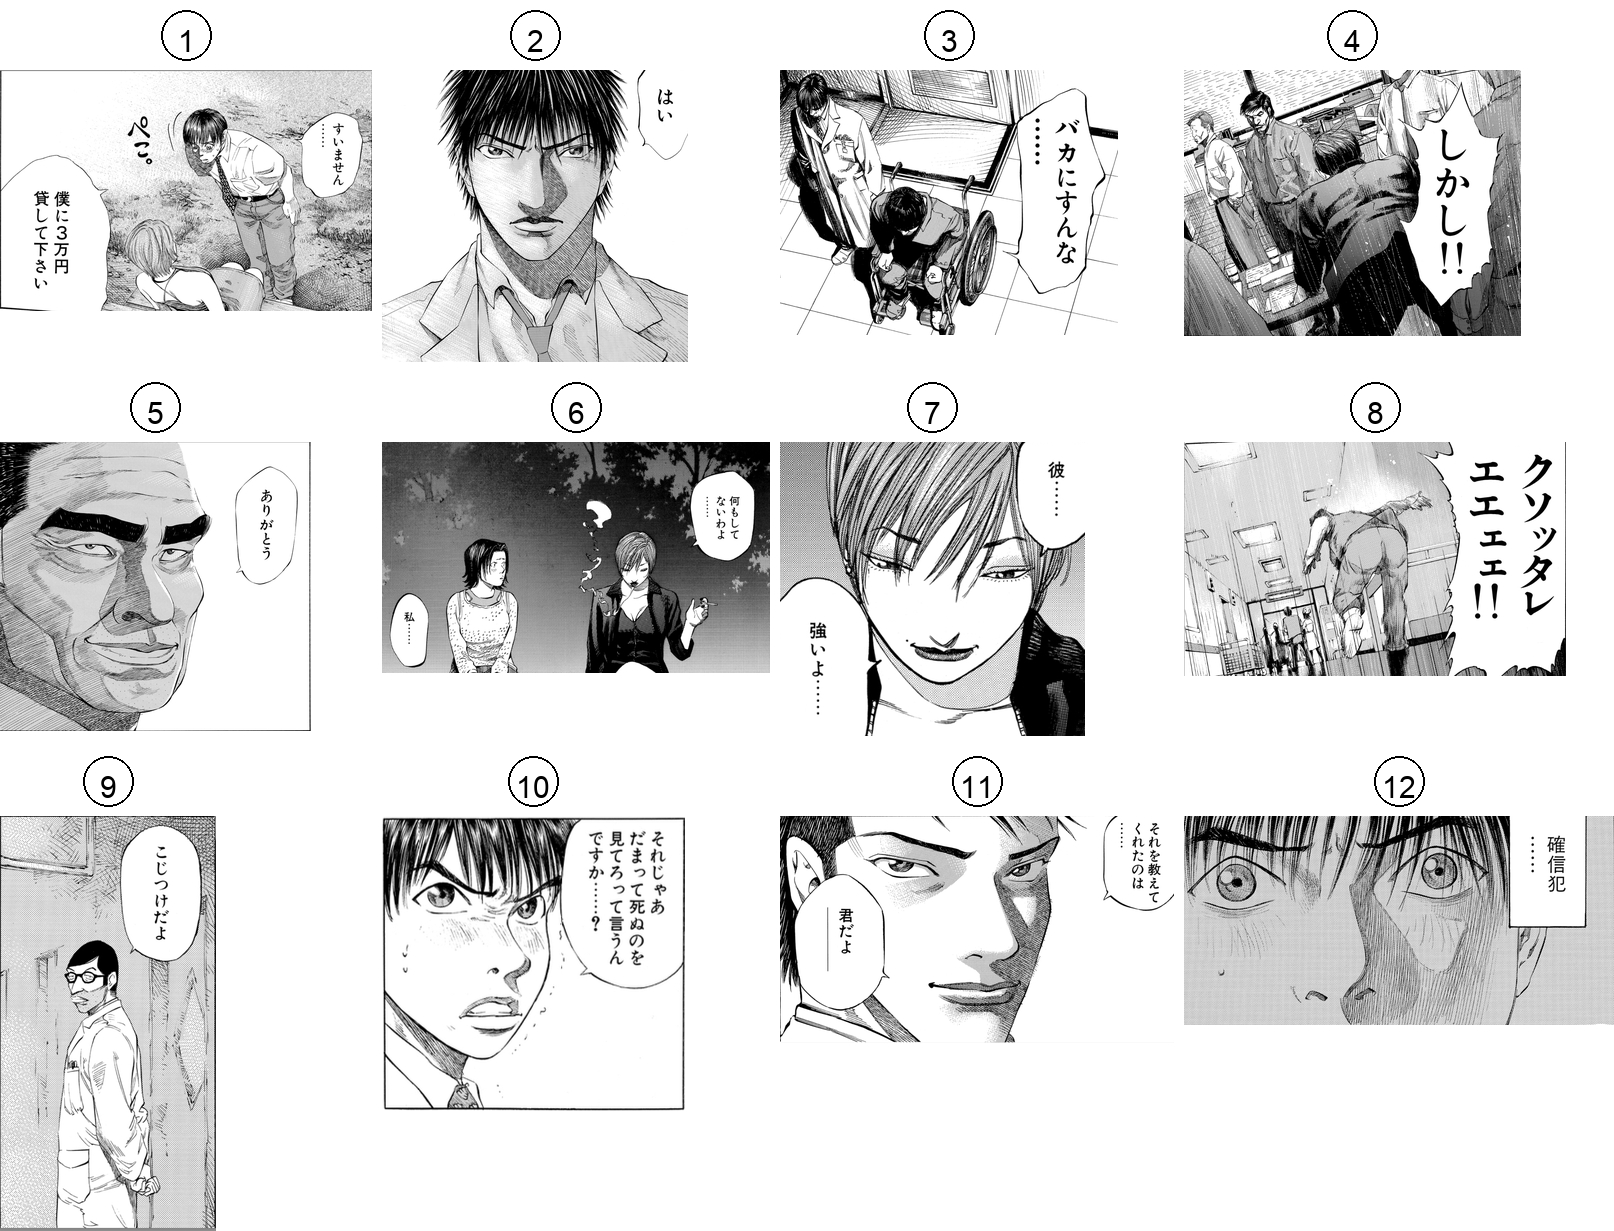 1
すいません
……
ぺこ。
僕に3万円
貸して下さい
2
はい
3
バカにすんな
……
4
しかし!!
5
ありがとう
6
何もして
ないわよ
……
私……
7
彼……
強いよ……
8
クソッタレ
エエェェ!!
9
こじつけだよ
10
それじゃあ
だまって死ぬのを
見てろって言うん
ですか……?
11
それを教えて
くれたのは
……
君だよ
――
12
確信犯
……